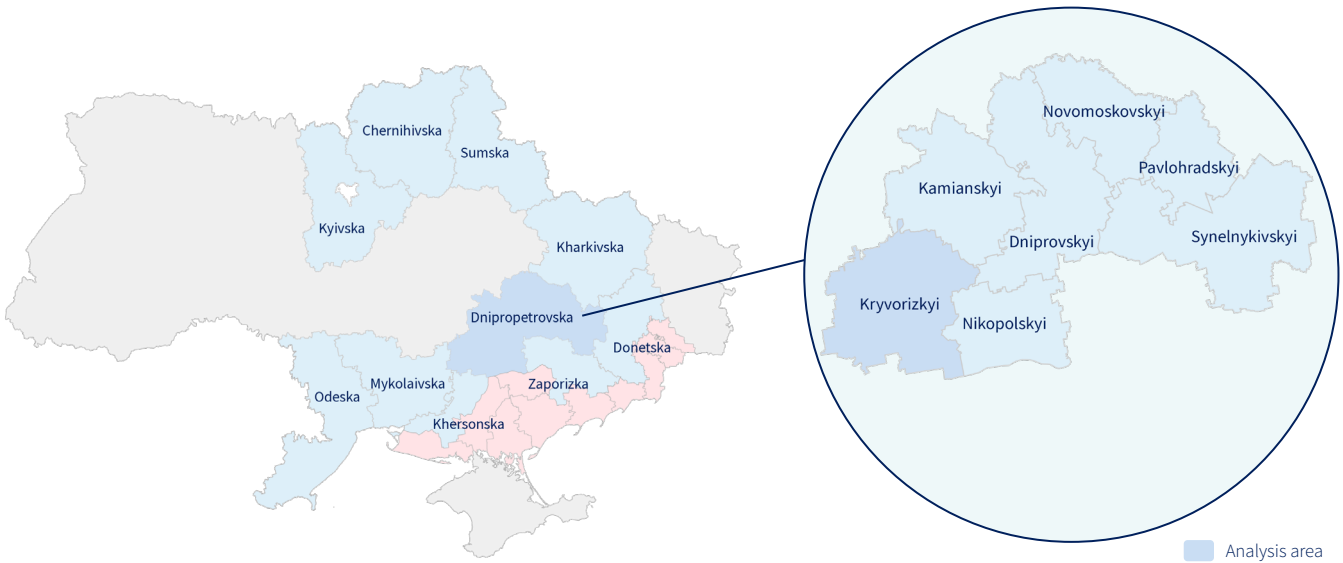 Chernihivska
Sumska
Kyivska
Kharkivska
Dnipropetrovska
Donetska
Zaporizka
Mykolaivska
Odeska
Khersonska
Novomoskovskyi
Pavlohradskyi
Kamianskyi
Synelnykivskyi
Dniprovskyi
Kryvorizkyi
Nikopolskyi
Analysis area